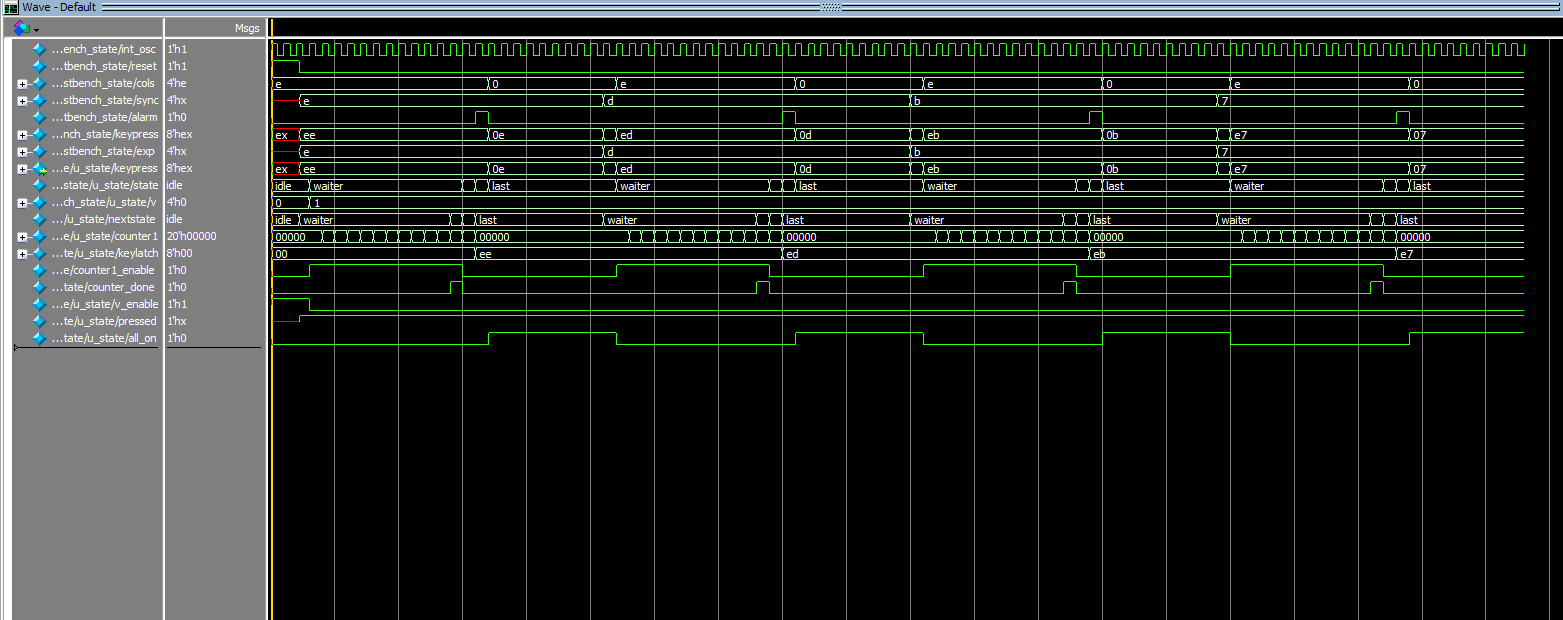 Wave - Default
Msgs
...ench_state/int_osc 1'h1
...tbench_state/reset 1'h1
...stbench_state/cols 4'he e 0 e 0 e 0 e 0
...stbench_state/sync 4'hx e d b 7
...tbench_state/alarm 1'h0
...nch_state/keypress 8'hex ex ee 0e ed 0d eb 0b e7 07
...stbench_state/exp 4'hx e d b 7
...e/u_state/keypress 8'hex ex ee 0e ed 0d eb 0b e7 07
...state/u_state/state idle idle waiter last waiter last waiter last waiter last
...ch_state/u_state/v 4'h0 0 1
.../u_state/nextstate idle idle waiter last waiter last waiter last waiter last
...e/u_state/counter1 20'h00000 00000 00000 00000 00000 00000
...te/u_state/keylatch 8'h00 00 ee ed eb e7
...e/counter1_enable 1'h0
...tate/counter_done 1'h0
...e/u_state/v_enable 1'h1
...te/u_state/pressed 1'hx
...tate/u_state/all_on 1'h0